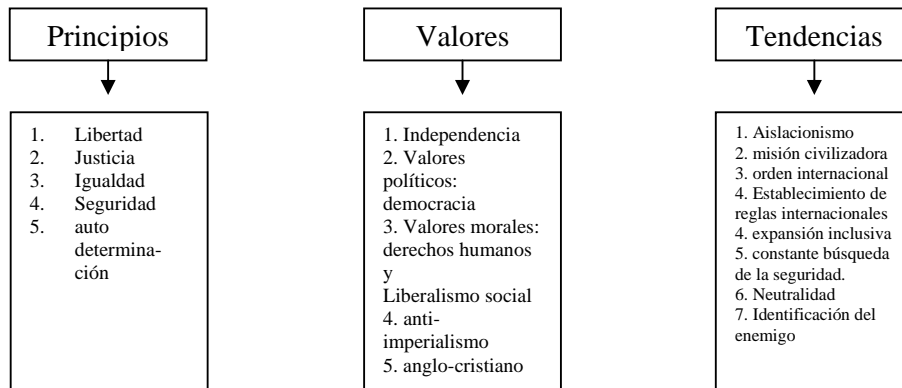 Principios
1. Libertad
2. Justicia
3. Igualdad
4. Seguridad
5. auto
determina-
ción
Valores
1. Independencia
2. Valores
políticos:
democracia
3. Valores morales:
derechos humanos
y
Liberalismo social
4. anti-
imperialismo
5. anglo-cristiano
Tendencias
1. Aislacionismo
2. misión civilizadora
3. orden internacional
4. Establecimiento de
reglas internacionales
4. expansión inclusiva
5. constante búsqueda
de la seguridad.
6. Neutralidad
7. Identificación del
enemigo